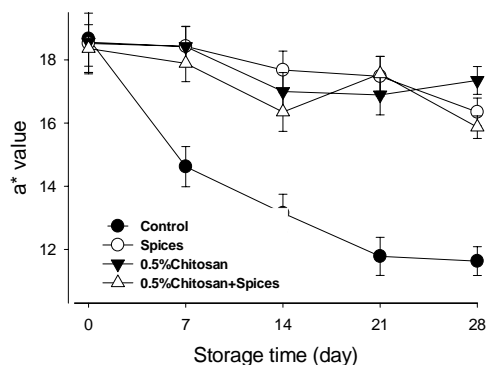 18
16
14
12
a* value
Control
Spices
0.5%Chitosan
0.5%Chitosan+Spices
0
7
14
21
28
Storage time (day)